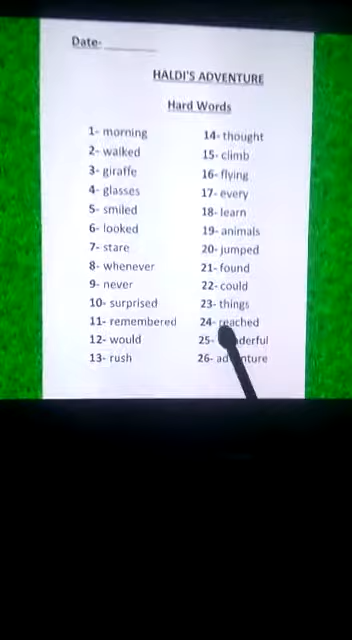 Date-
HALDI'S ADVENTURE
Hard Words
1- morning
2- walked
3- giraffe
4- glasses
5- smiled
6- looked
7- stare
8- whenever
9- never
10- surprised
11- remembered
12- would
13- rush
14- thought
15- climb
16- flying
17- every
18- learn
19- animals
20- jumped
21- found
22- could
23- things
24- reached
25-
26-